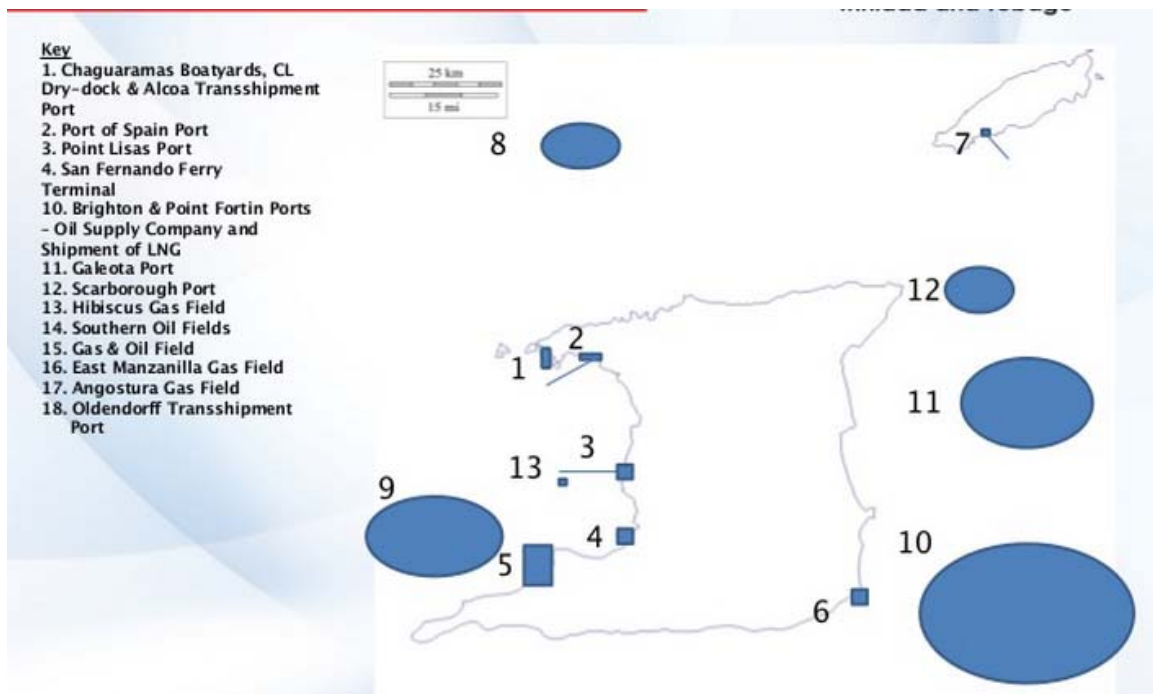 Key
1. Chaguaramas Boatyards, CL
Dry-dock & Alcoa Transshipment
Port
2. Port of Spain Port
3. Point Lisas Port
4. San Fernando Ferry
Terminal
10. Brighton & Point Fortin Ports
- Oil Supply Company and
Shipment of LNG
11. Galeota Port
12. Scarborough Port
13. Hibiscus Gas Field
14. Southern Oil Fields
15. Gas & Oil Field
16. East Manzanilla Gas Field
17. Angostura Gas Field
18. Oldendorff Transshipment
Port
25 km
15 mi
8
7
12
2
1
11
3
13
9
4
10
5
6